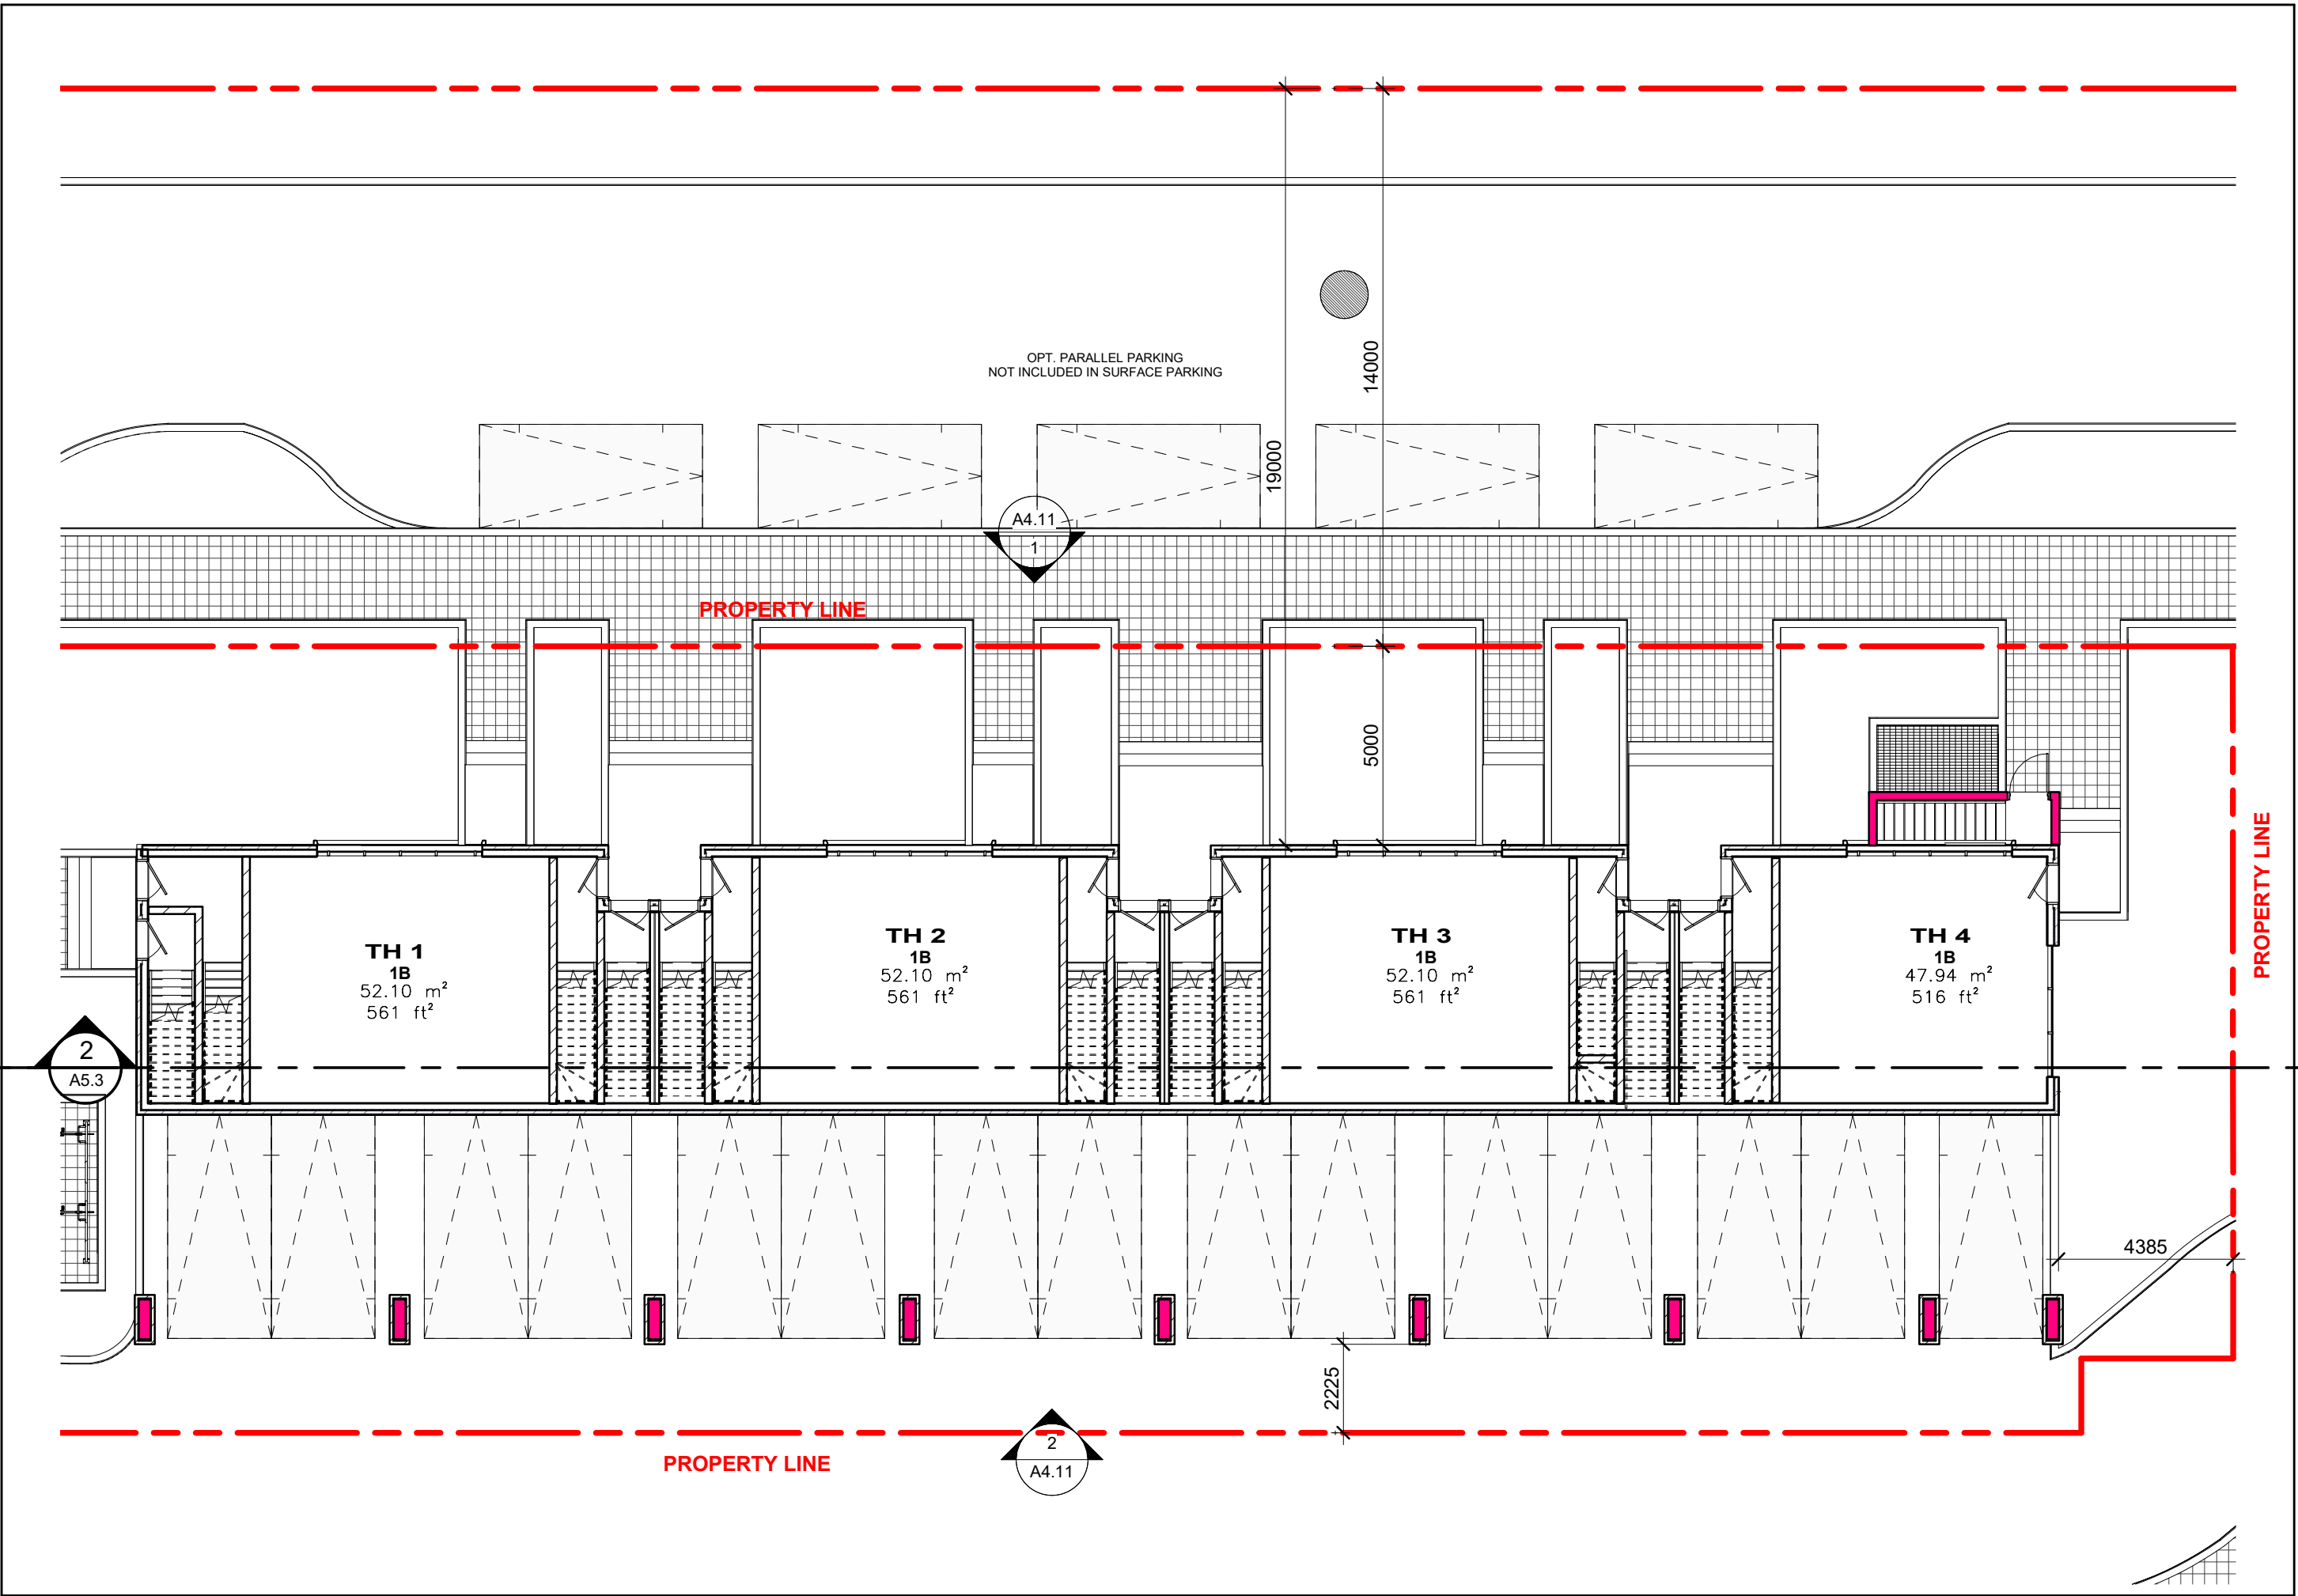 14000
OPT. PARALLEL PARKING
NOT INCLUDED IN SURFACE PARKING
19000
A4.11
1
PROPERTY LINE
5000
PROPERTY LINE
TH 1
1B
52.10 m²
561 ft²
TH 2
1B
52.10 m²
561 ft²
TH 3
1B
52.10 m²
561 ft²
TH 4
1B
47.94 m²
516 ft²
2
A5.3
4385
2225
PROPERTY LINE
2
A4.11